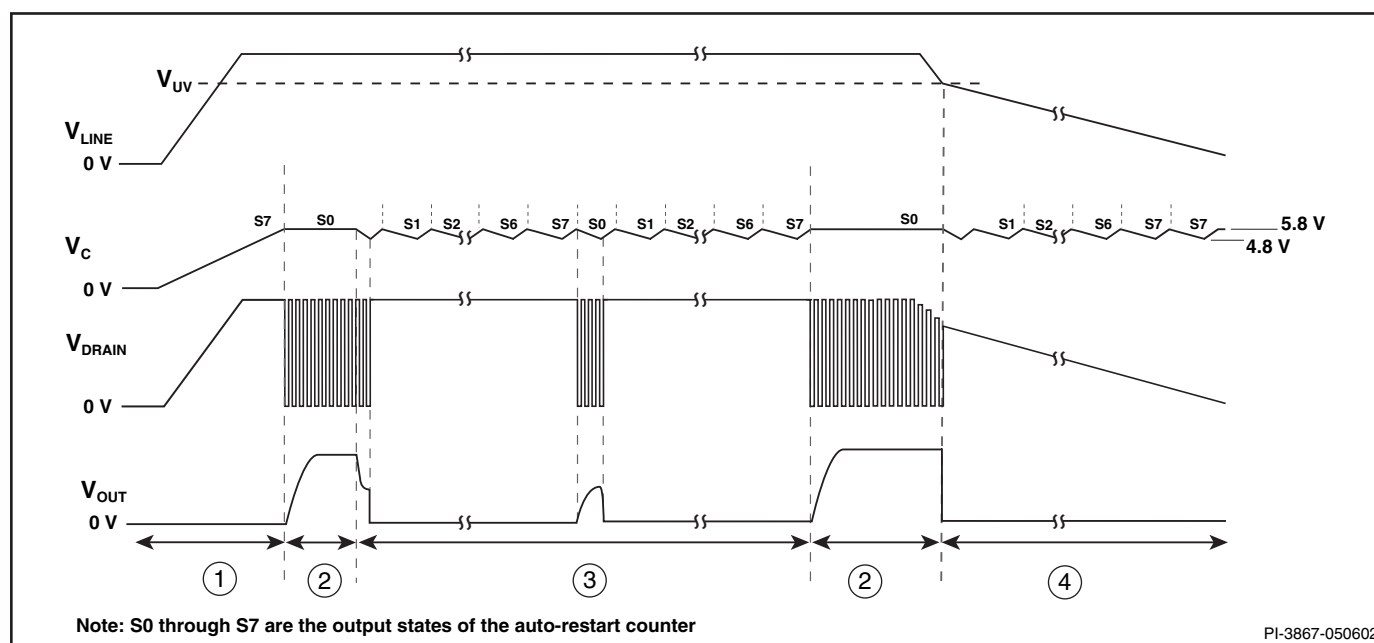 V_UV
V_LINE
0 V
S7 S0 S1 S2 S6 S7 S0 S1 S2 S6 S7 S0 S1 S2 S6 S7 S7 5.8 V
V_C 4.8 V
0 V
V_DRAIN
0 V
V_OUT
0 V
1 2 3 2 4
Note: S0 through S7 are the output states of the auto-restart counter
PI-3867-050602